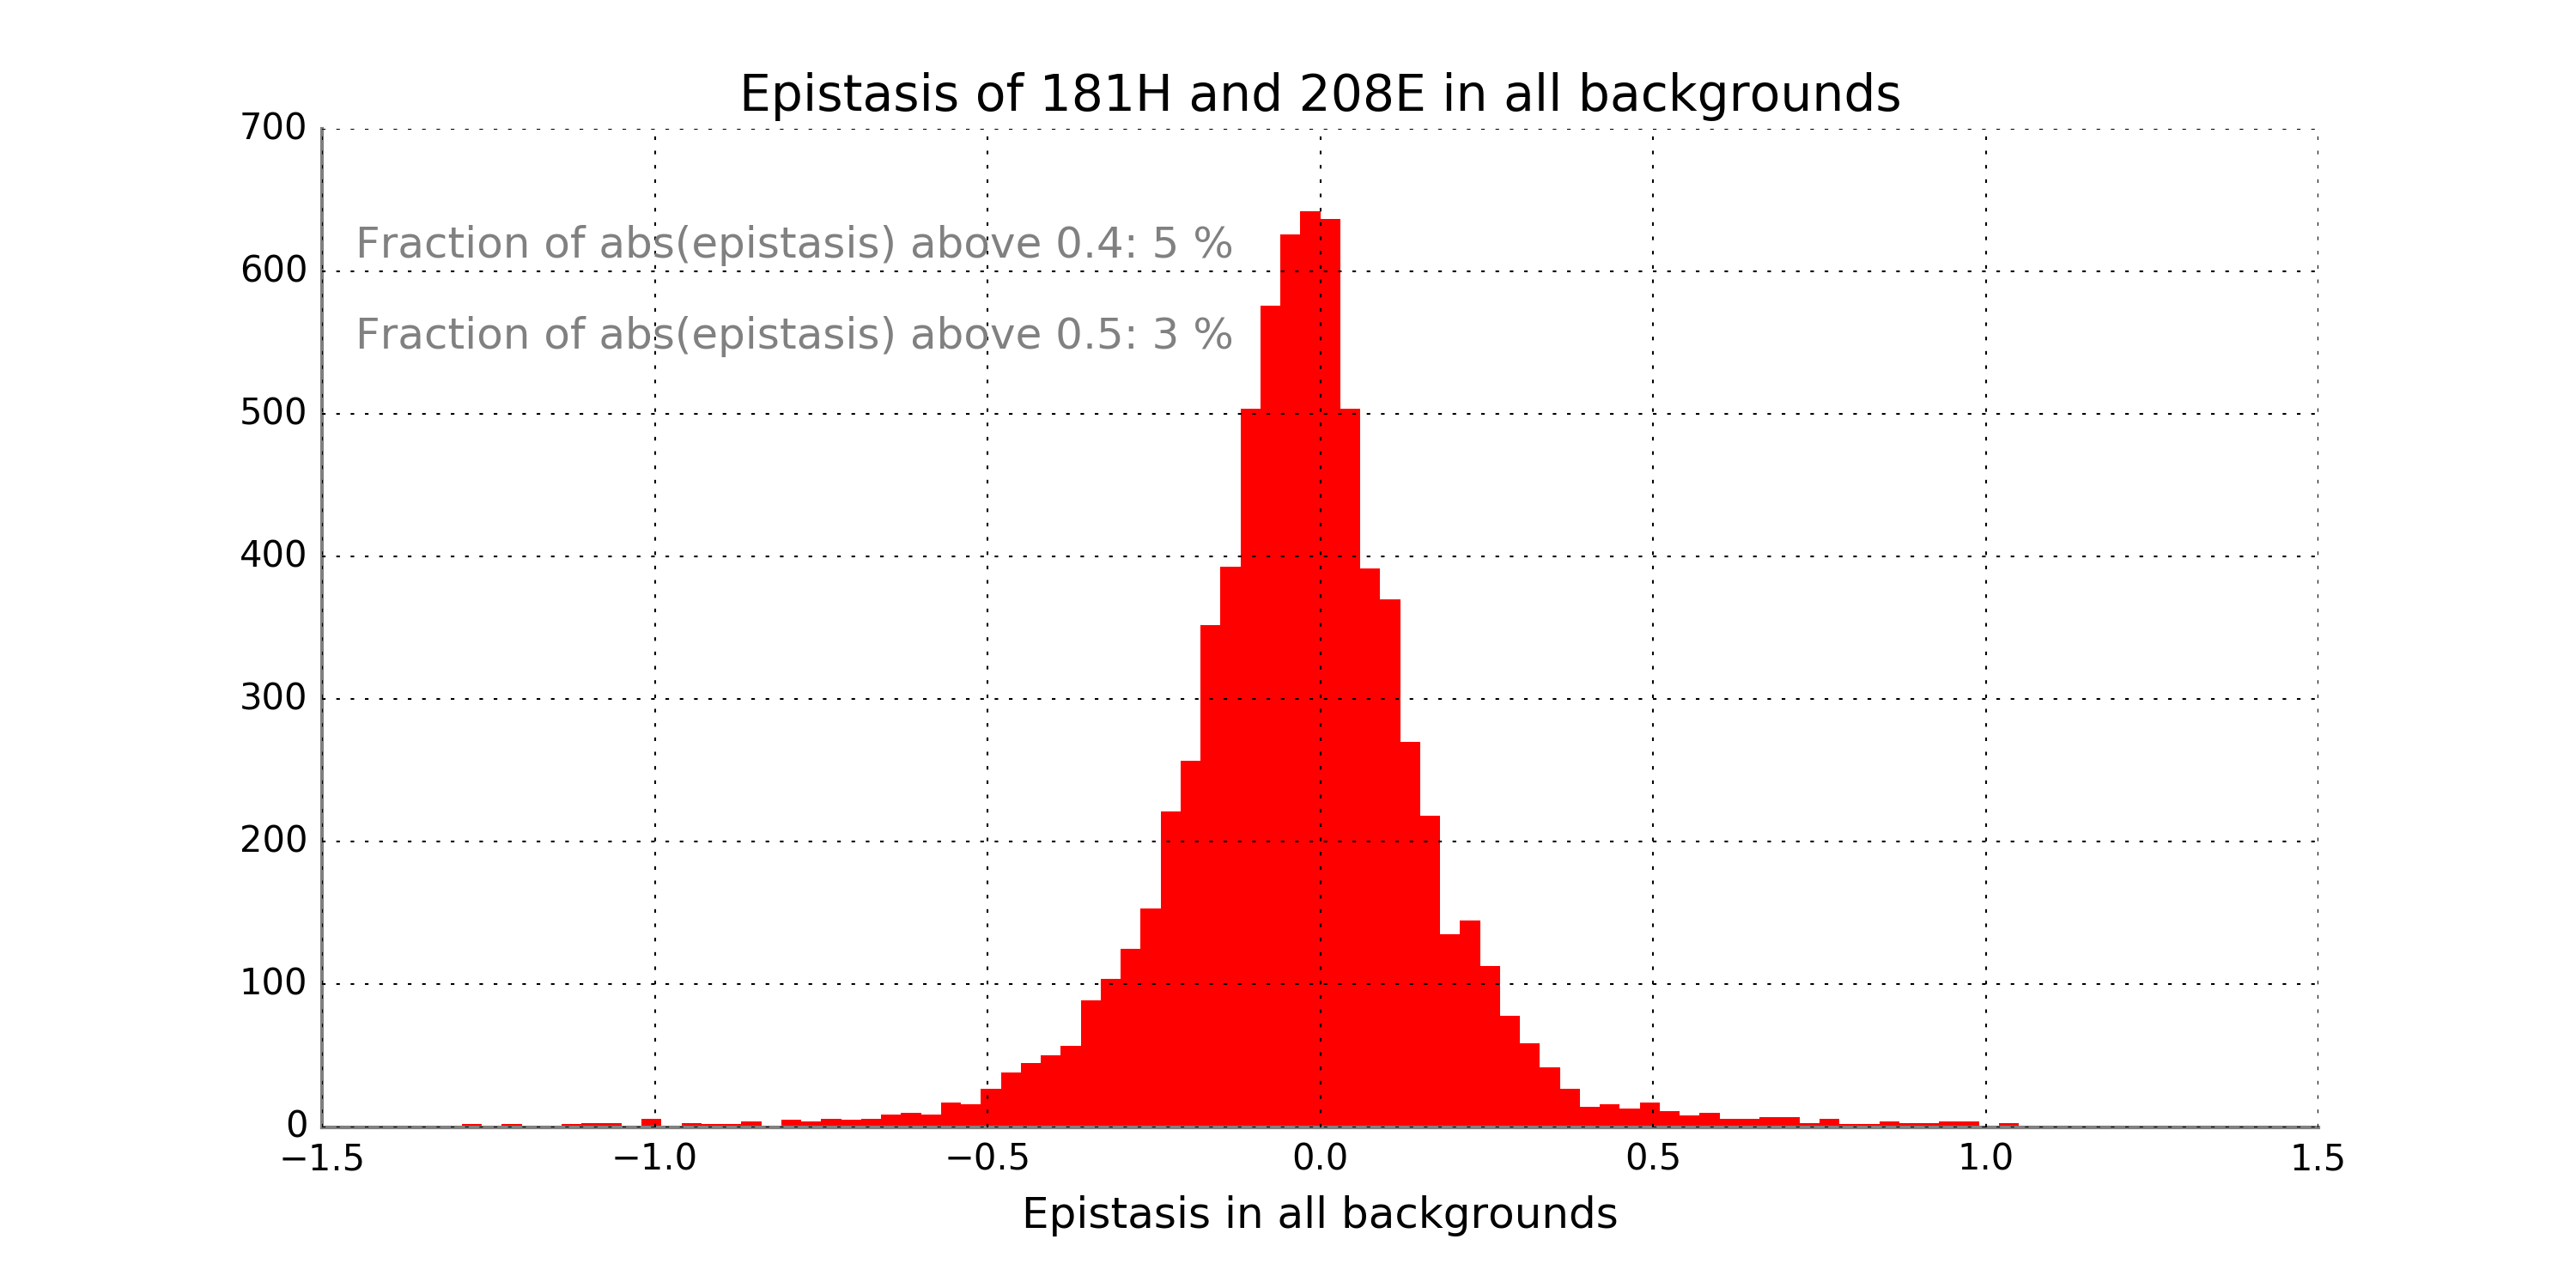 Epistasis of 181H and 208E in all backgrounds
700
Fraction of abs(epistasis) above 0.4: 5 %
600
Fraction of abs(epistasis) above 0.5: 3 %
500
400
300
200
100
0
−1.5 −1.0 −0.5 0.0 0.5 1.0 1.5
Epistasis in all backgrounds